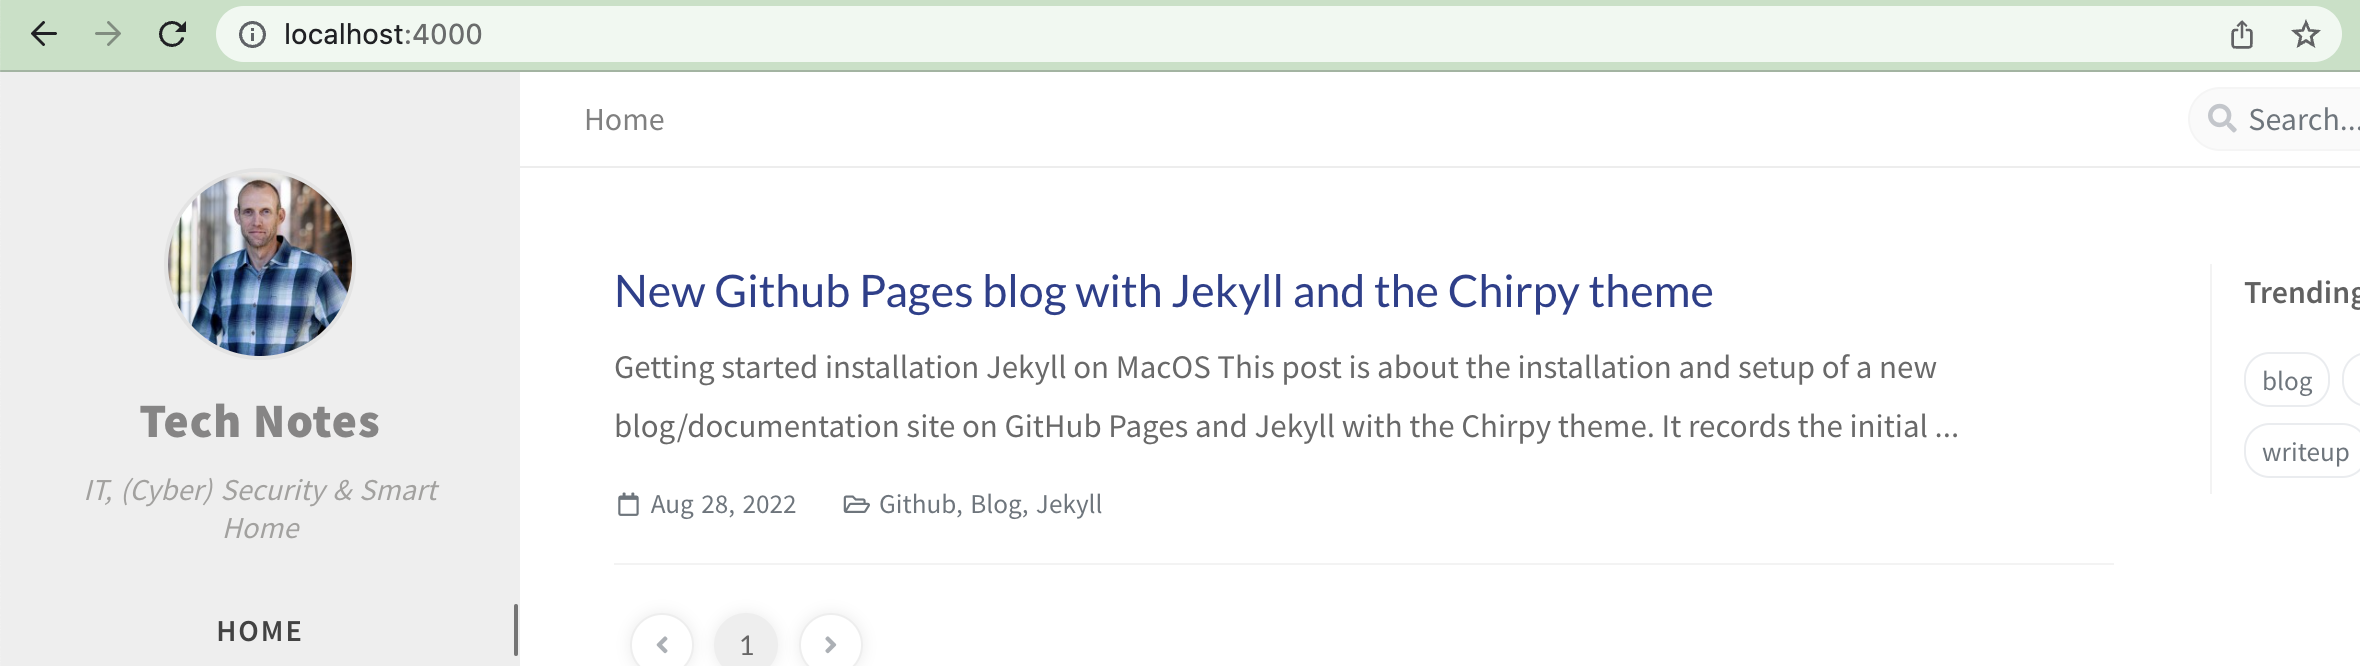 localhost:4000
Home
Search...
Tech Notes
IT, (Cyber) Security & Smart
Home
HOME
New Github Pages blog with Jekyll and the Chirpy theme
Getting started installation Jekyll on MacOS This post is about the installation and setup of a new
blog/documentation site on GitHub Pages and Jekyll with the Chirpy theme. It records the initial ...
Aug 28, 2022 Github, Blog, Jekyll
1
Trending
blog
writeup